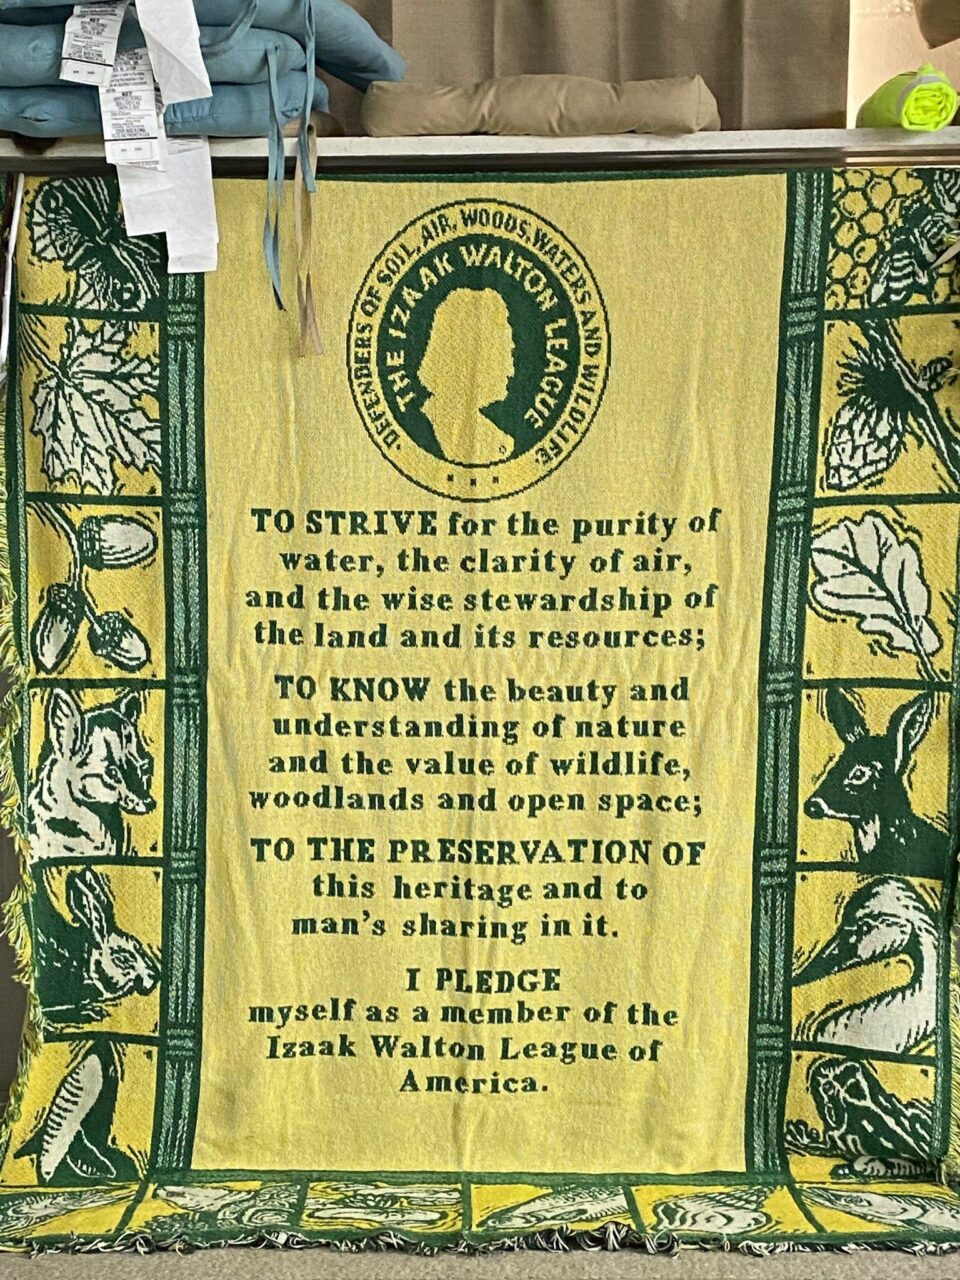 DEFENDERS OF SOIL, AIR, WOODS, WATERS AND WILDLIFE
THE IZAAK WALTON LEAGUE
TO STRIVE for the purity of
water, the clarity of air,
and the wise stewardship of
the land and its resources;
TO KNOW the beauty and
understanding of nature
and the value of wildlife,
woodlands and open space;
TO THE PRESERVATION OF
this heritage and to
man's sharing in it.
I PLEDGE
myself as a member of the
Izaak Walton League of
America.